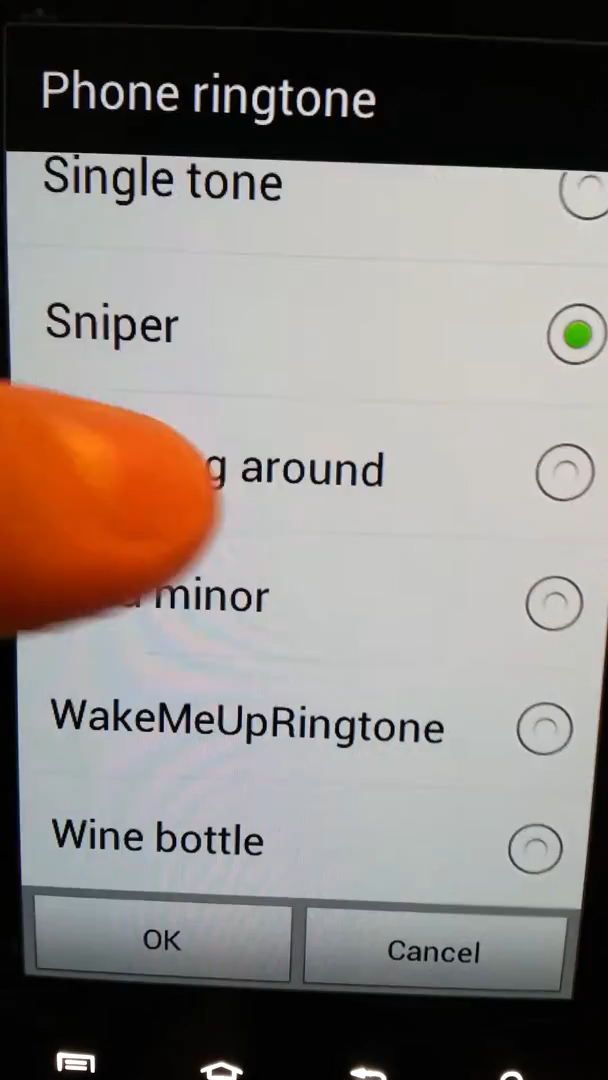 Phone ringtone
Single tone
Sniper
around
minor
WakeMeUpRingtone
Wine bottle
OK
Cancel